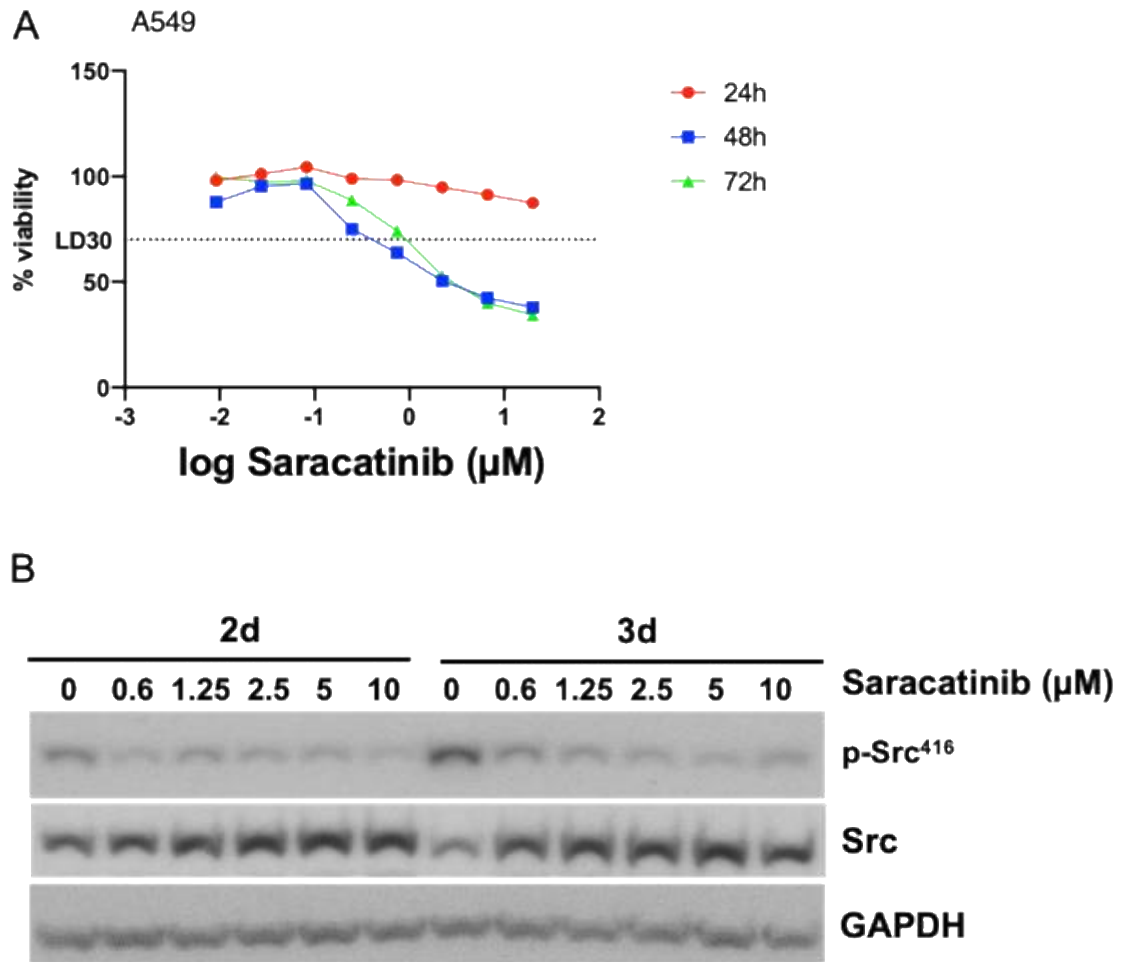 A
A549
150
100
LD30
50
0
% viability
-3 -2 -1 0 1 2
log Saracatinib (µM)
24h
48h
72h
B
2d 3d
0 0.6 1.25 2.5 5 10 0 0.6 1.25 2.5 5 10 Saracatinib (µM)
p-Src⁴¹⁶
Src
GAPDH